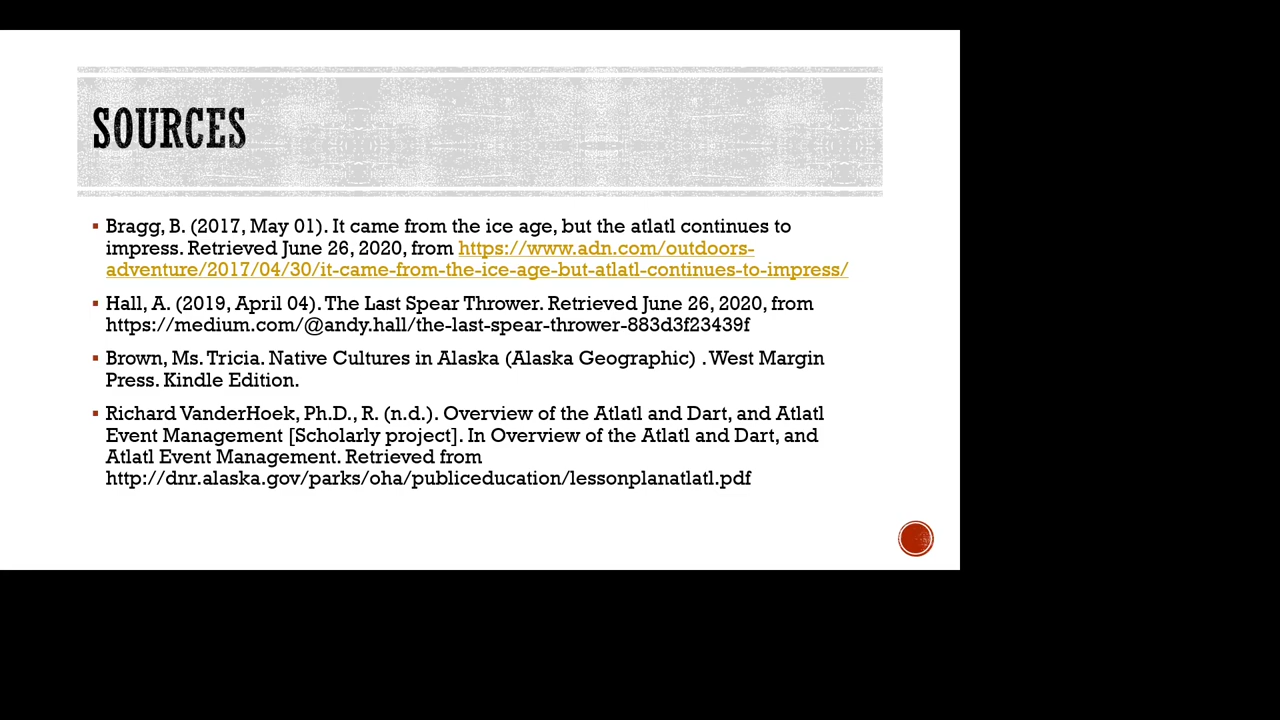 SOURCES
▪ Bragg, B. (2017, May 01). It came from the ice age, but the atlatl continues to
impress. Retrieved June 26, 2020, from https://www.adn.com/outdoors-
adventure/2017/04/30/it-came-from-the-ice-age-but-atlatl-continues-to-impress/
▪ Hall, A. (2019, April 04). The Last Spear Thrower. Retrieved June 26, 2020, from
https://medium.com/@andy.hall/the-last-spear-thrower-883d3f23439f
▪ Brown, Ms. Tricia. Native Cultures in Alaska (Alaska Geographic) . West Margin
Press. Kindle Edition.
▪ Richard VanderHoek, Ph.D., R. (n.d.). Overview of the Atlatl and Dart, and Atlatl
Event Management [Scholarly project]. In Overview of the Atlatl and Dart, and
Atlatl Event Management. Retrieved from
http://dnr.alaska.gov/parks/oha/publiceducation/lessonplanatlatl.pdf